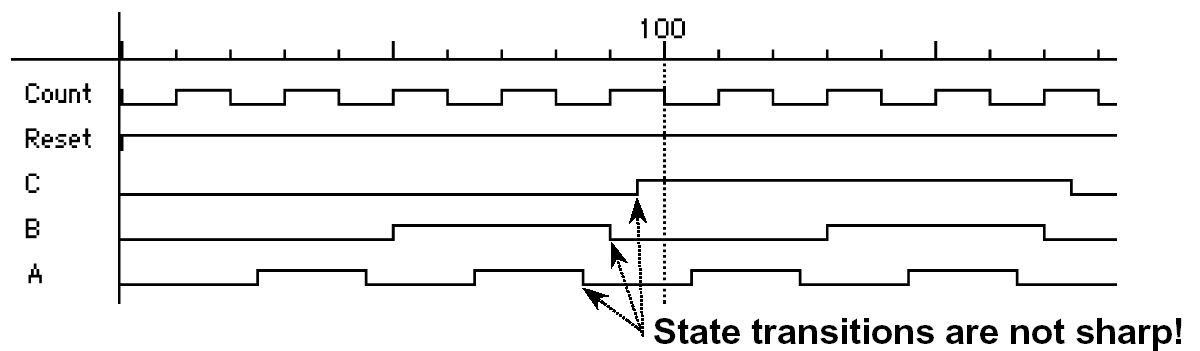 100
Count
Reset
C
B
A
State transitions are not sharp!